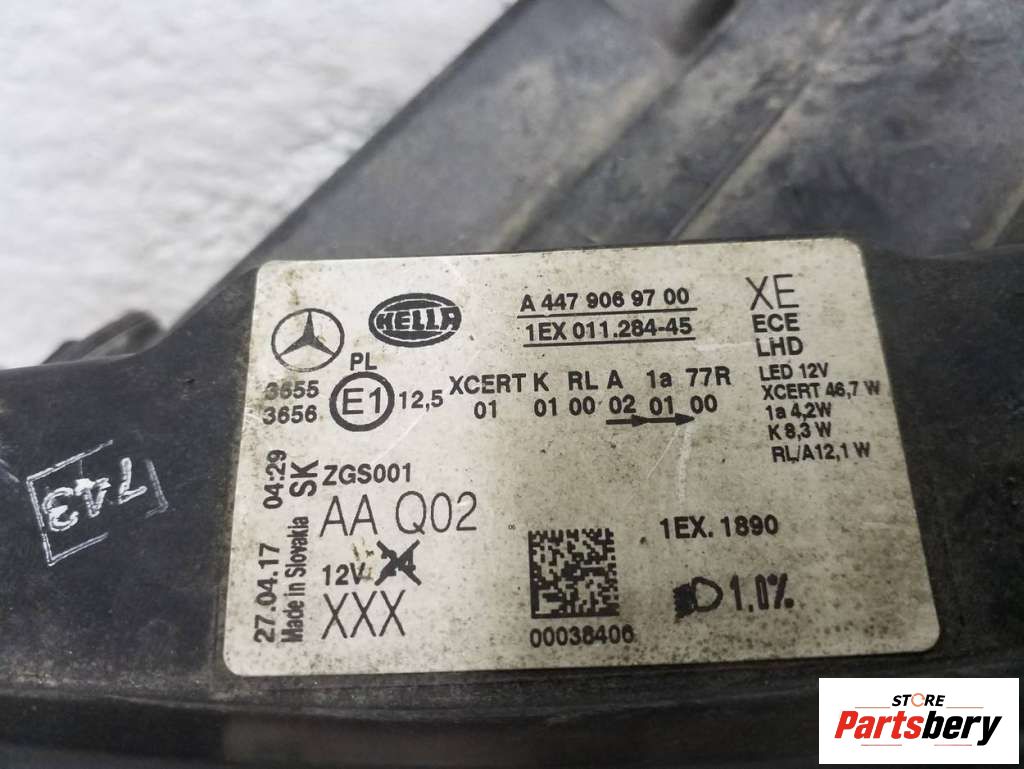 HELLA
A 447 906 97 00
1EX 011.284-45
XE
ECE
LHD
LED 12V
XCERT 46,7 W
1a 4,2W
K 8,3 W
RL/A12,1 W
PL
3655
3656
E1
12,5
XCERT K RL A 1a 77R
01 01 00 02 01 00
27.04.17 04:29
Made in Slovakia SK
ZGS001
AA Q02
12V 24
XXX
00036406
1EX. 1890
1,0%
743
STORE
Partsbery